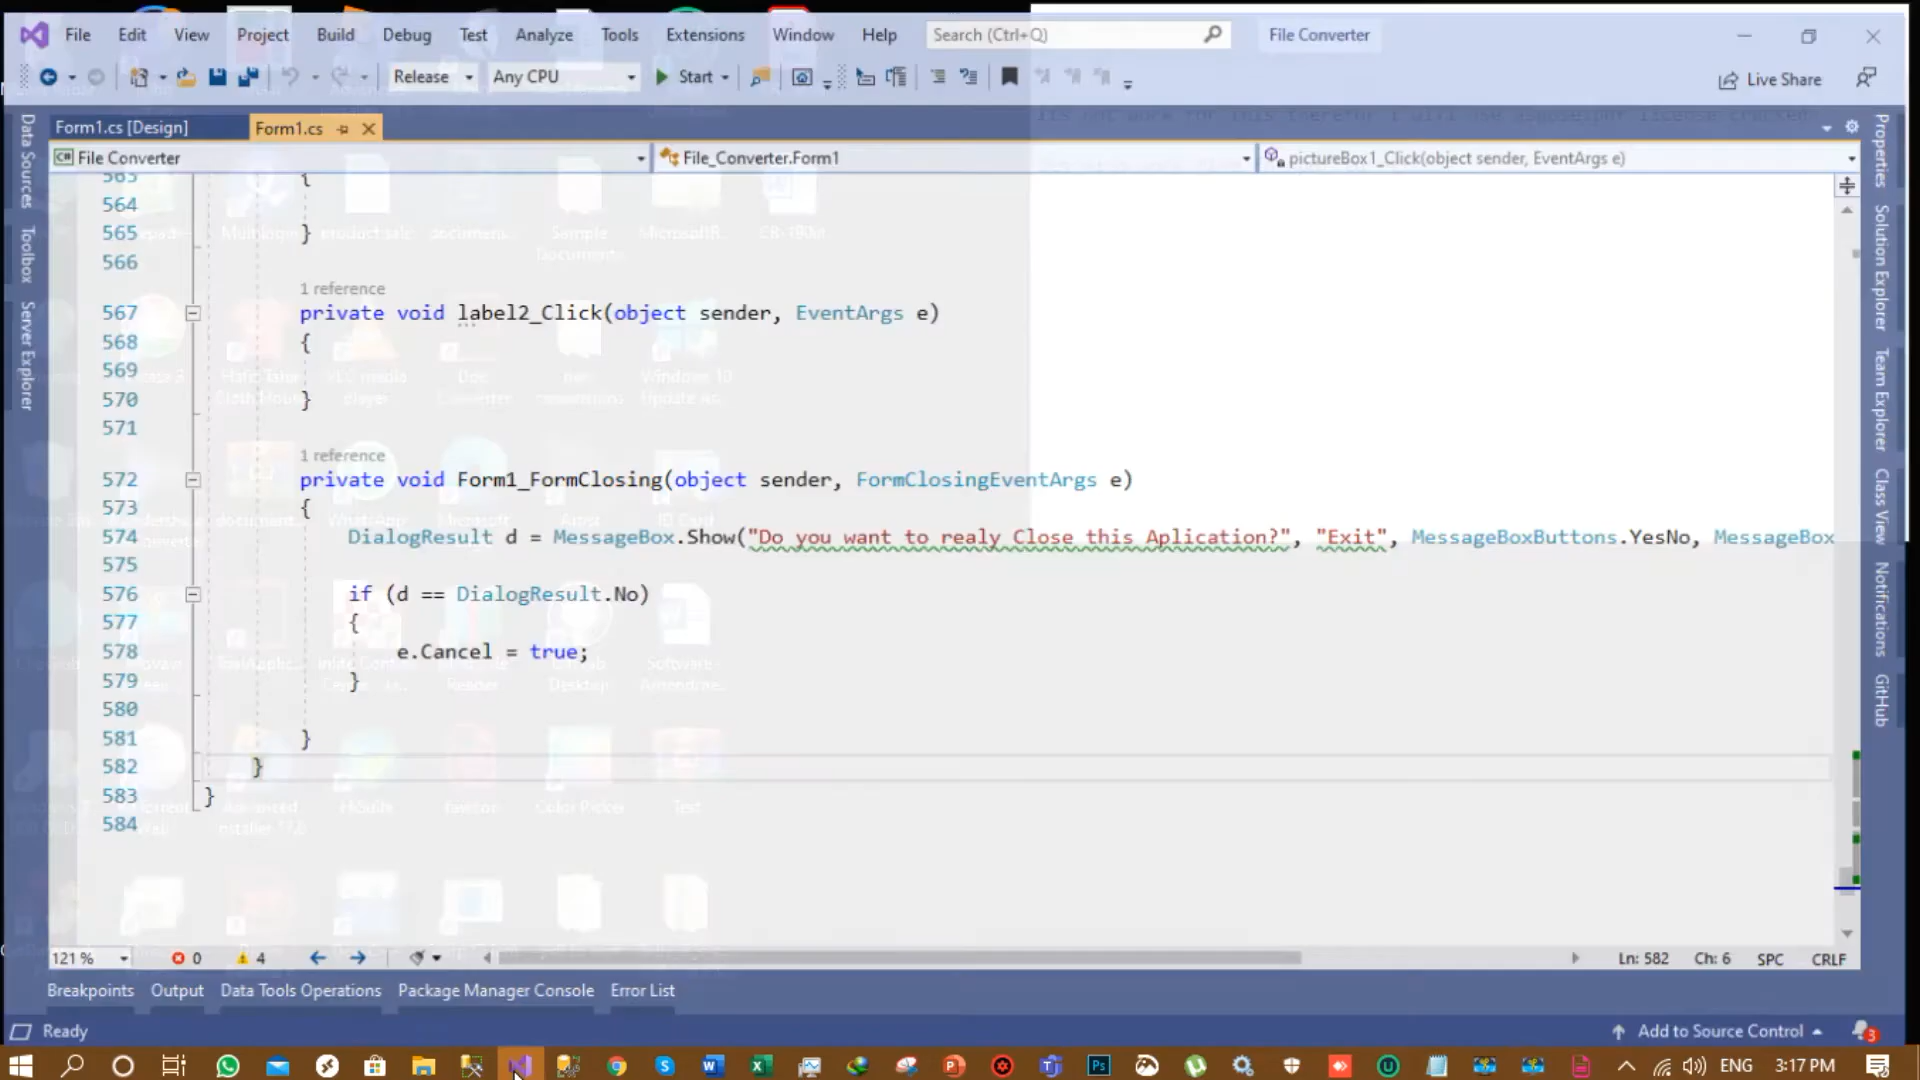 File Edit View Project Build Debug Test Analyze Tools Extensions Window Help Search (Ctrl+Q) File Converter
Release Any CPU Start Live Share
Form1.cs [Design] Form1.cs
File Converter File_Converter.Form1 pictureBox1_Click(object sender, EventArgs e)
Data Sources
Toolbox
Server Explorer
563 {
564
565 }
566
1 reference
567 private void label2_Click(object sender, EventArgs e)
568 {
569
570 }
571
1 reference
572 private void Form1_FormClosing(object sender, FormClosingEventArgs e)
573 {
574 DialogResult d = MessageBox.Show("Do you want to realy Close this Aplication?", "Exit", MessageBoxButtons.YesNo, MessageBox
575
576 if (d == DialogResult.No)
577 {
578 e.Cancel = true;
579 }
580
581 }
582 }
583 }
584
Properties
Solution Explorer
Team Explorer
Class View
Notifications
GitHub
121 % 0 4 Ln: 582 Ch: 6 SPC CRLF
Breakpoints Output Data Tools Operations Package Manager Console Error List
Ready Add to Source Control 3
ENG 3:17 PM